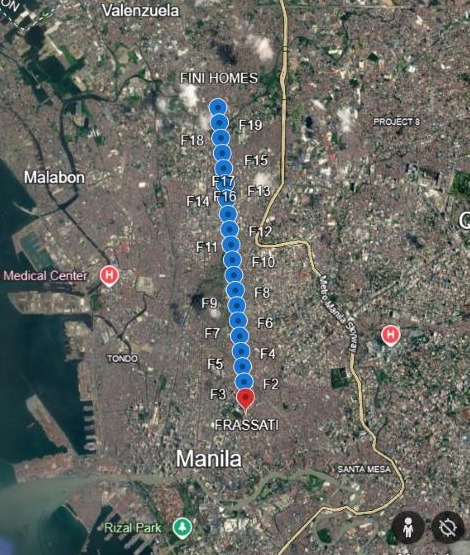 ON
Valenzuela
FINI HOMES
PROJECT 8
F19
F18
F15
Malabon
F17
F13
F16
F14
F12
F11
F10
Medical Center
H
F8
Metro Manila Skyway
F9
F6
H
F7
F4
TONDO
F5
F2
F3
FRASSATI
Manila
SANTA MESA
Rizal Park